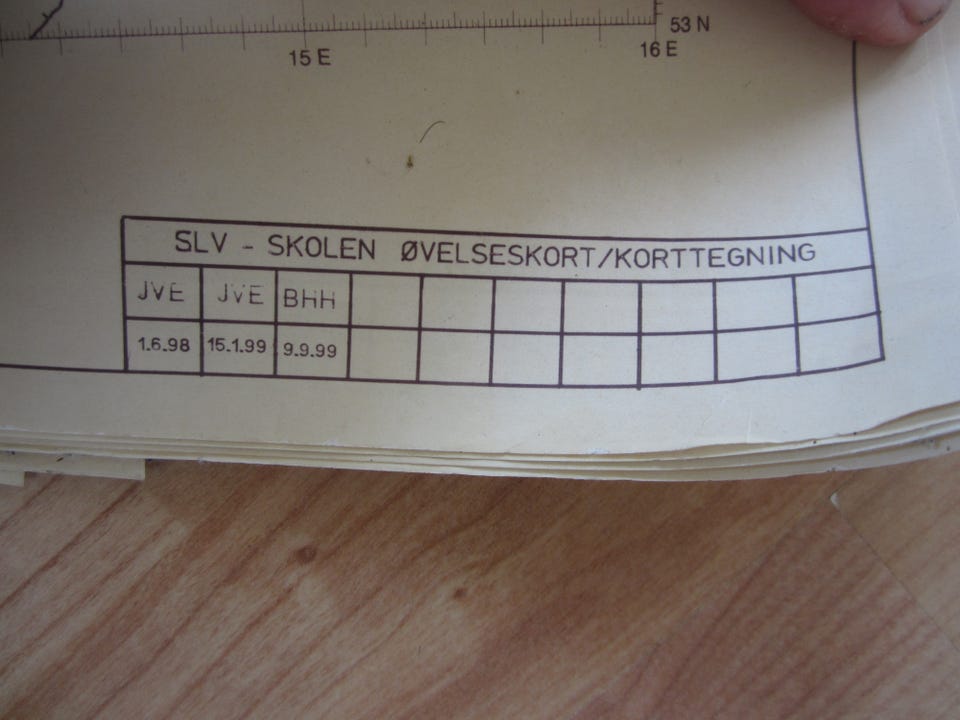 53 N
15 E 16 E
SLV - SKOLEN ØVELSESKORT/KORTTEGNING
JVE JVE BHH
1.6.98 15.1.99 9.9.99